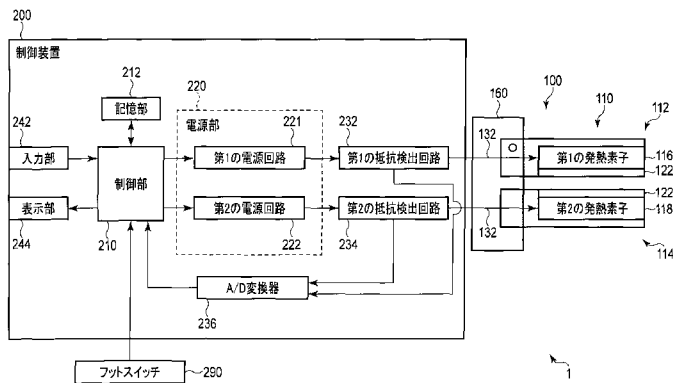 200
制御装置
212
記憶部
220
電源部
221
232
160
100
110
112
242
入力部
制御部
第1の電源回路
第1の抵抗検出回路
132
第1の発熱素子
116
122
表示部
244
210
第2の電源回路
222
第2の抵抗検出回路
234
132
122
第2の発熱素子
118
114
A/D変換器
236
フットスイッチ
290
1